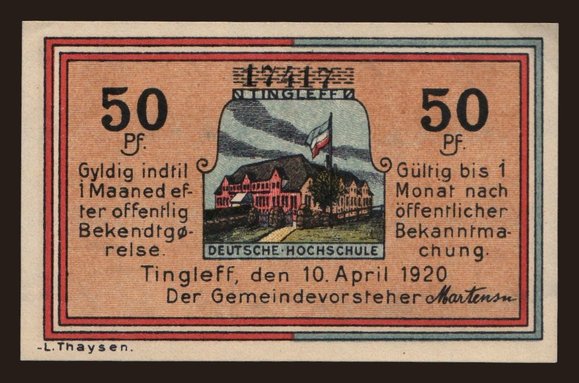 17417
TINGLEFF
50
Pf.
Gyldig indtil
1 Maaned ef-
ter offentlig
Bekendtgø-
relse.
50
Pf.
Gültig bis 1
Monat nach
öffentlicher
Bekanntma-
chung.
DEUTSCHE·HOCHSCHULE
Tingleff, den 10. April 1920
Der Gemeindevorsteher Martensen
-L.Thaysen.